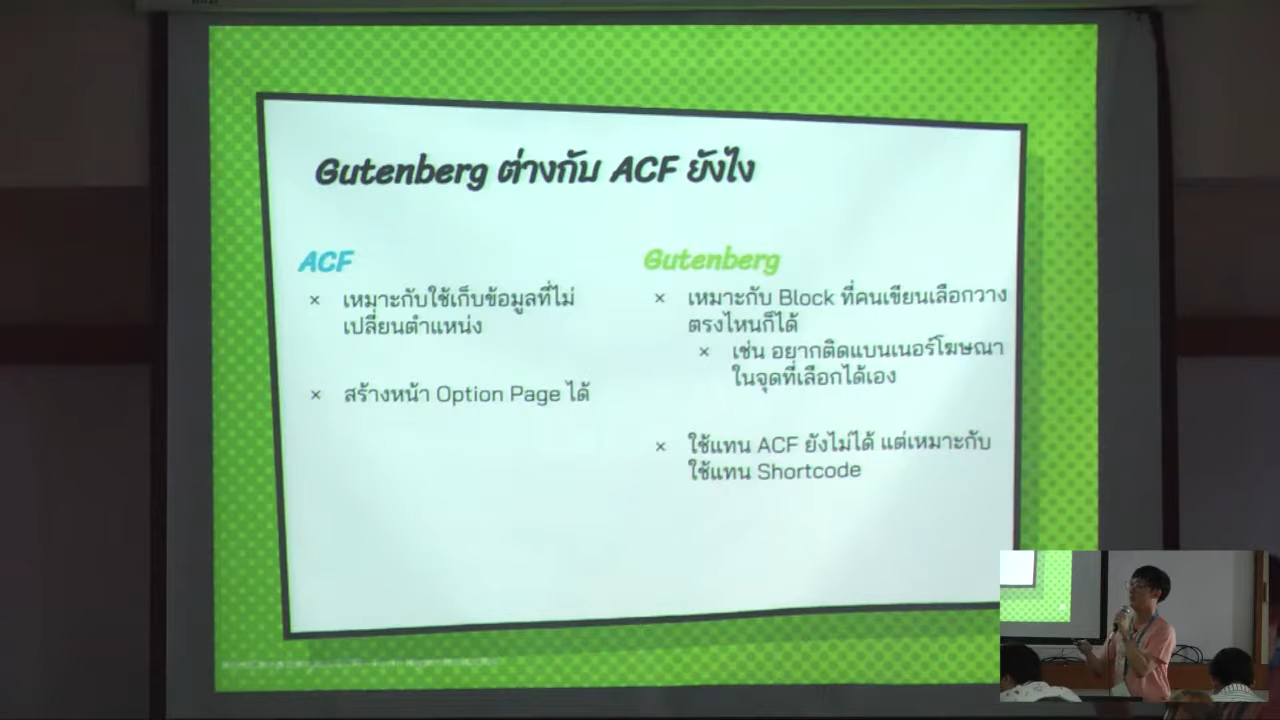 Gutenberg ต่างกับ ACF ยังไง
ACF
× เหมาะกับใช้เก็บข้อมูลที่ไม่
เปลี่ยนตำแหน่ง
× สร้างหน้า Option Page ได้
Gutenberg
× เหมาะกับ Block ที่คนเขียนเลือกวาง
ตรงไหนก็ได้
× เช่น อยากติดแบนเนอร์โฆษณา
ในจุดที่เลือกได้เอง
× ใช้แทน ACF ยังไม่ได้ แต่เหมาะกับ
ใช้แทน Shortcode